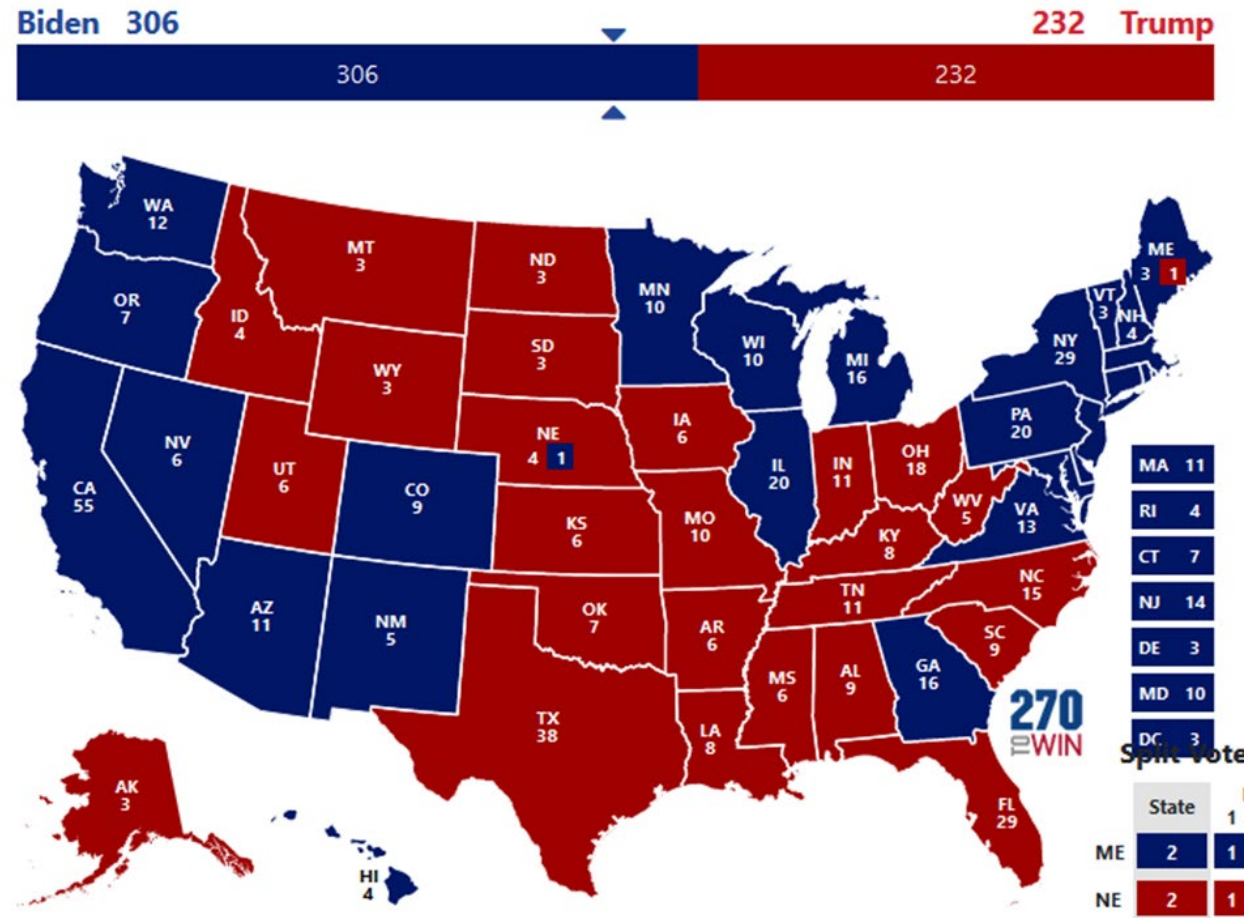 Biden 306
232 Trump
306
232
WA
12
OR
7
CA
55
NV
6
ID
4
MT
3
WY
3
UT
6
CO
9
AZ
11
NM
5
ND
3
SD
3
NE
4 1
KS
6
OK
7
TX
38
MN
10
IA
6
MO
10
AR
6
LA
8
WI
10
IL
20
MI
16
IN
11
OH
18
KY
8
TN
11
MS
6
AL
9
GA
16
FL
29
SC
9
NC
15
VA
13
WV
5
PA
20
NY
29
VT
3
NH
4
ME
3 1
AK
3
HI
4
MA 11
RI 4
CT 7
NJ 14
DE 3
MD 10
DC 3
270
TO WIN
Split Vote
State
1
ME 2 1
NE 2 1